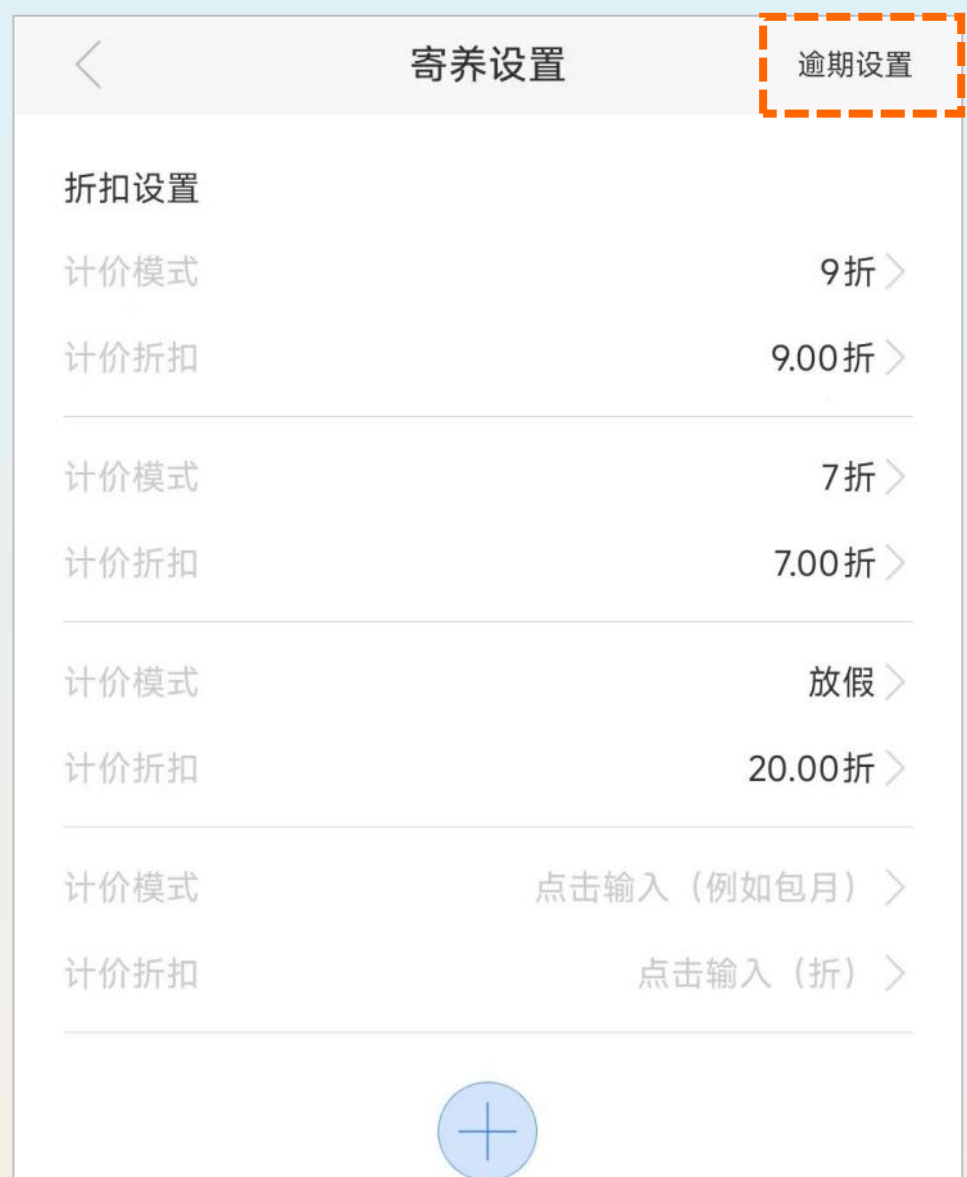 寄养设置 逾期设置
折扣设置
计价模式 9折
计价折扣 9.00折
计价模式 7折
计价折扣 7.00折
计价模式 放假
计价折扣 20.00折
计价模式 点击输入（例如包月）
计价折扣 点击输入（折）